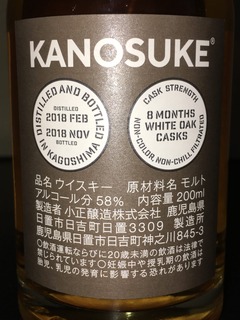 KANOSUKE®
DISTILLED AND BOTTLED
IN KAGOSHIMA
DISTILLED
2018 FEB
2018 NOV
BOTTLED
CASK STRENGTH
8 MONTHS
WHITE OAK
CASKS
NON-COLOR NON-CHILL FILTRATED
品名 ウイスキー 原材料名 モルト
アルコール分 58% 内容量 200ml
製造者 小正醸造株式会社 鹿児島県
日置市日吉町日置3309 製造所
鹿児島県日置市日吉町神之川845-3
○飲酒運転ならびに20歳未満の飲酒は法律で
禁じられています○妊娠中や授乳期の飲酒は
胎児、乳児の発育に影響する恐れがあります